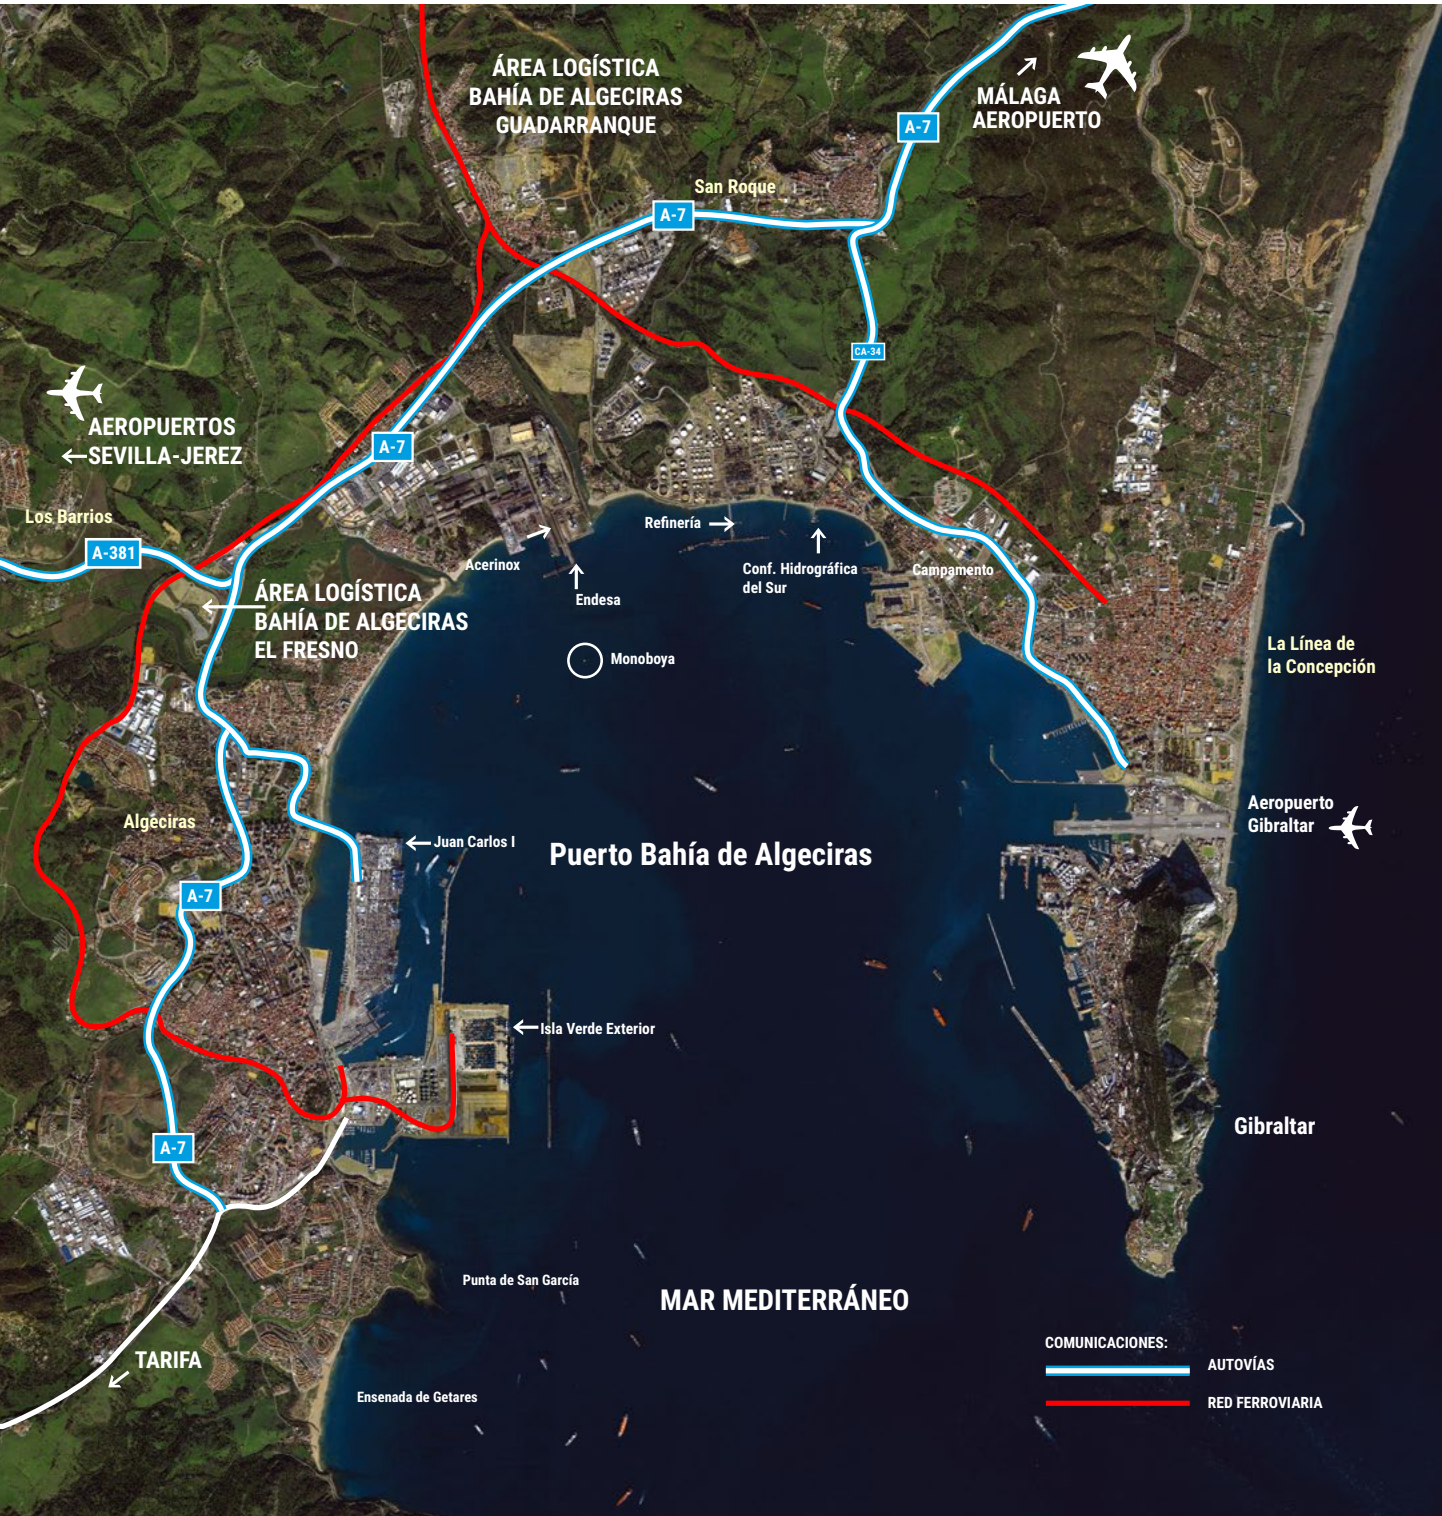 ÁREA LOGÍSTICA
BAHÍA DE ALGECIRAS
GUADARRANQUE
MÁLAGA
AEROPUERTO
A-7
San Roque
A-7
CA-34
AEROPUERTOS
SEVILLA-JEREZ
A-7
Los Barrios
A-381
Refinería
Acerinox
Endesa
Conf. Hidrográfica
del Sur
Campamento
ÁREA LOGÍSTICA
BAHÍA DE ALGECIRAS
EL FRESNO
Monoboya
La Línea de
la Concepción
Aeropuerto
Gibraltar
Algeciras
Juan Carlos I
Puerto Bahía de Algeciras
A-7
Isla Verde Exterior
Gibraltar
A-7
Punta de San García
MAR MEDITERRÁNEO
TARIFA
Ensenada de Getares
COMUNICACIONES:
AUTOVÍAS
RED FERROVIARIA